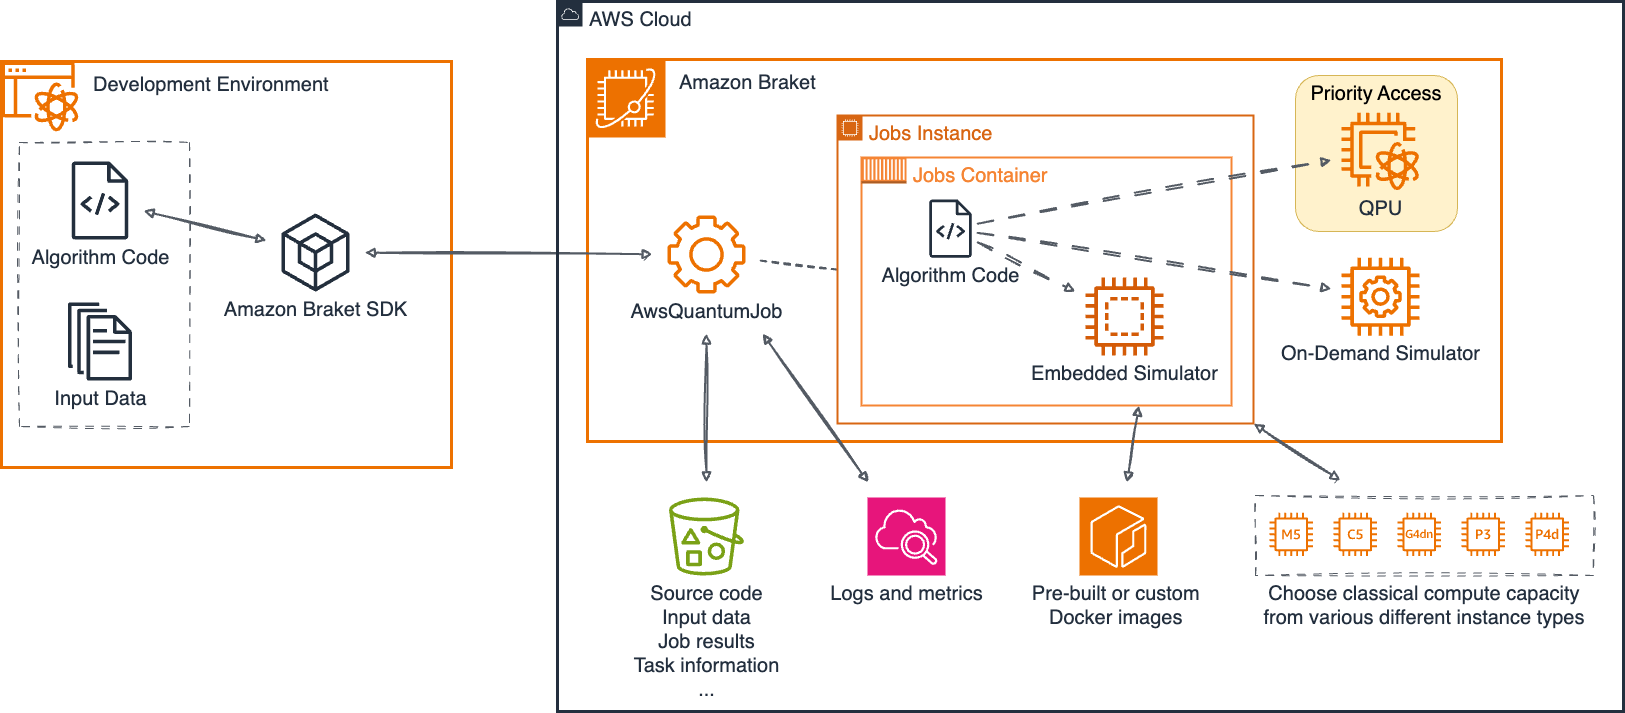 AWS Cloud
Development Environment
Algorithm Code
Input Data
Amazon Braket SDK
Amazon Braket
AwsQuantumJob
Jobs Instance
Jobs Container
</>
Algorithm Code
Embedded Simulator
Priority Access
QPU
On-Demand Simulator
Source code
Input data
Job results
Task information
...
Logs and metrics
Pre-built or custom
Docker images
M5
C5
G4dn
P3
P4d
Choose classical compute capacity
from various different instance types